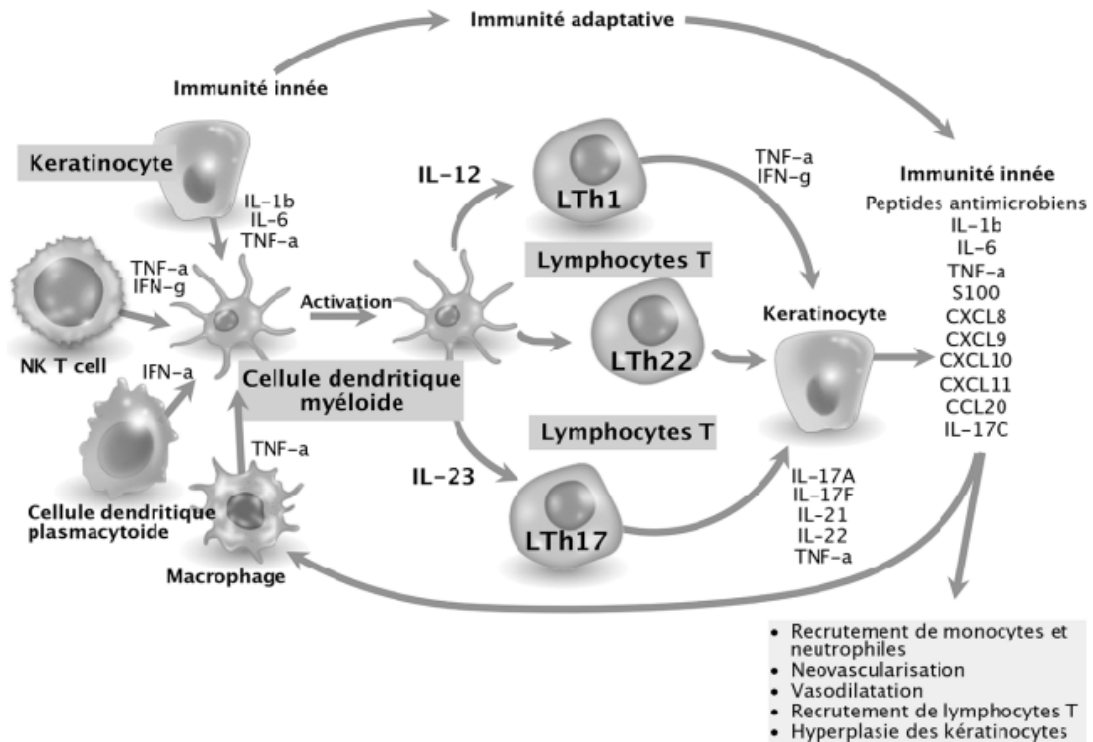 Immunité adaptative
Immunité innée
Keratinocyte
IL-1b
IL-6
TNF-a
TNF-a
IFN-g
NK T cell
IFN-a
Cellule dendritique
plasmacytoide
TNF-a
Macrophage
Activation
Cellule dendritique
myéloide
IL-12
IL-23
LTh1
Lymphocytes T
LTh22
Lymphocytes T
LTh17
TNF-a
IFN-g
Keratinocyte
IL-17A
IL-17F
IL-21
IL-22
TNF-a
Immunité innée
Peptides antimicrobiens
IL-1b
IL-6
TNF-a
S100
CXCL8
CXCL9
CXCL10
CXCL11
CCL20
IL-17C
• Recrutement de monocytes et
neutrophiles
• Neovascularisation
• Vasodilatation
• Recrutement de lymphocytes T
• Hyperplasie des kératinocytes